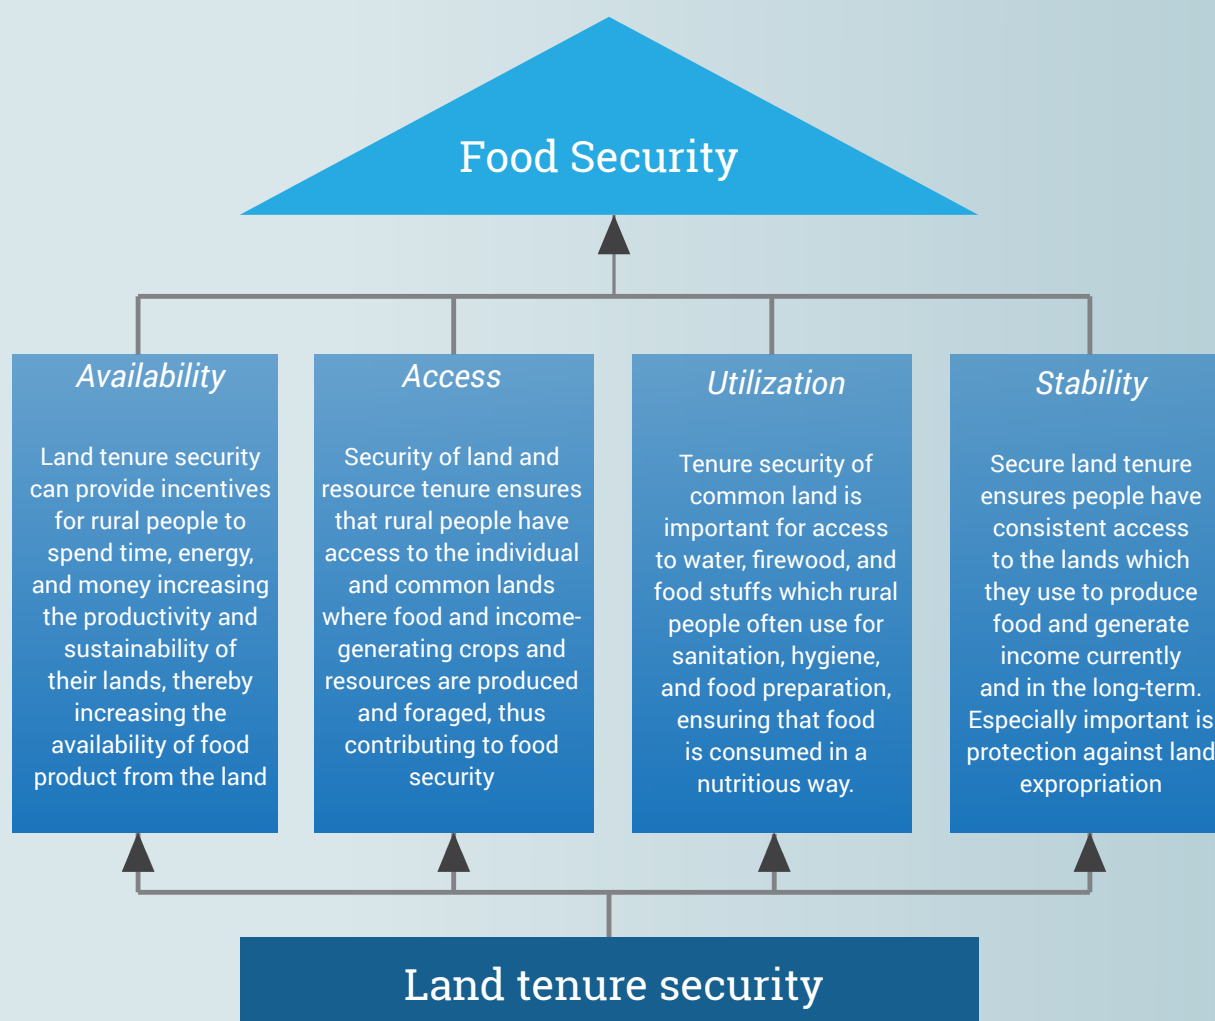 Food Security
Availability
Land tenure security
can provide incentives
for rural people to
spend time, energy,
and money increasing
the productivity and
sustainability of
their lands, thereby
increasing the
availability of food
product from the land
Access
Security of land and
resource tenure ensures
that rural people have
access to the individual
and common lands
where food and income-
generating crops and
resources are produced
and foraged, thus
contributing to food
security
Utilization
Tenure security of
common land is
important for access
to water, firewood, and
food stuffs which rural
people often use for
sanitation, hygiene,
and food preparation,
ensuring that food
is consumed in a
nutritious way.
Stability
Secure land tenure
ensures people have
consistent access
to the lands which
they use to produce
food and generate
income currently
and in the long-term.
Especially important is
protection against land
expropriation
Land tenure security